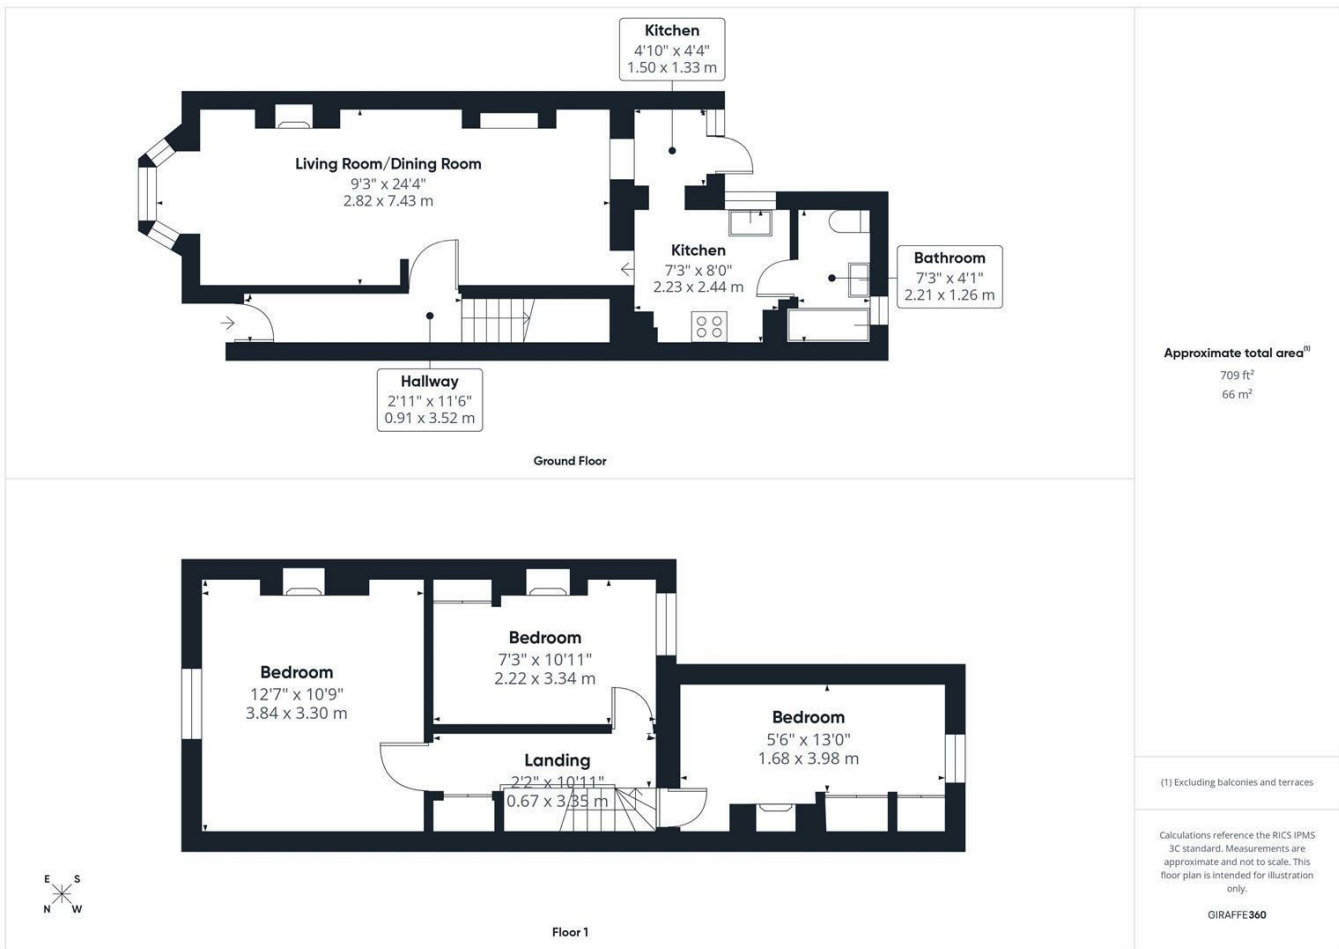 Kitchen
4'10" x 4'4"
1.50 x 1.33 m
Living Room/Dining Room
9'3" x 24'4"
2.82 x 7.43 m
Kitchen
7'3" x 8'0"
2.23 x 2.44 m
Bathroom
7'3" x 4'1"
2.21 x 1.26 m
Hallway
2'11" x 11'6"
0.91 x 3.52 m
Ground Floor
Approximate total area(1)
709 ft²
66 m²
Bedroom
12'7" x 10'9"
3.84 x 3.30 m
Bedroom
7'3" x 10'11"
2.22 x 3.34 m
Landing
2'2" x 10'11"
0.67 x 3.35 m
Bedroom
5'6" x 13'0"
1.68 x 3.98 m
E S
N W
Floor 1
(1) Excluding balconies and terraces
Calculations reference the RICS IPMS
3C standard. Measurements are
approximate and not to scale. This
floor plan is intended for illustration
only.
GIRAFFE360